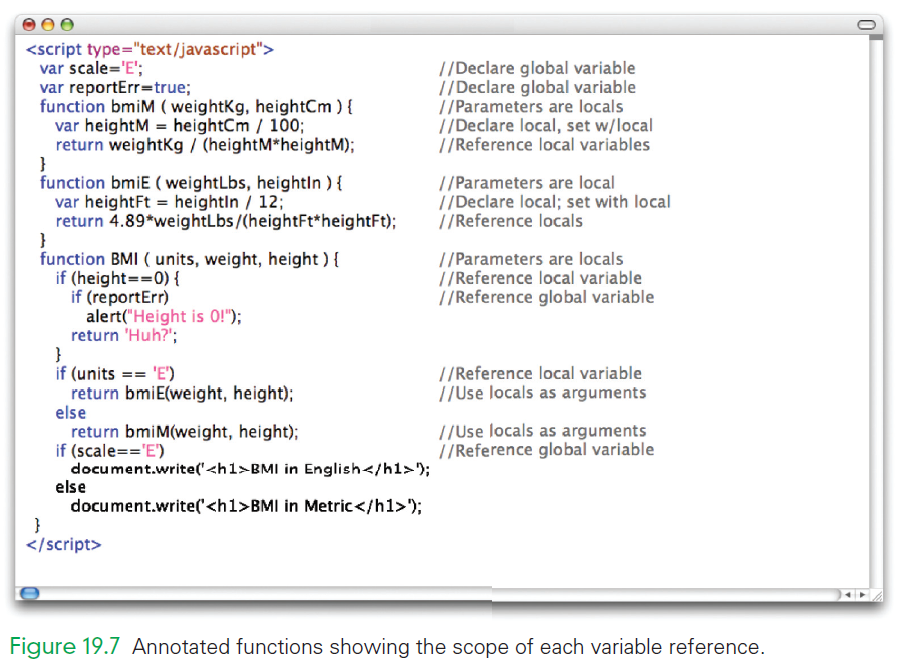 <script type="text/javascript">
var scale='E'; //Declare global variable
var reportErr=true; //Declare global variable
function bmiM ( weightKg, heightCm ) { //Parameters are locals
var heightM = heightCm / 100; //Declare local, set w/local
return weightKg / (heightM*heightM); //Reference local variables
}
function bmiE ( weightLbs, heightIn ) { //Parameters are local
var heightFt = heightIn / 12; //Declare local; set with local
return 4.89*weightLbs/(heightFt*heightFt); //Reference locals
}
function BMI ( units, weight, height ) { //Parameters are locals
if (height==0) { //Reference local variable
if (reportErr) //Reference global variable
alert("Height is 0!");
return 'Huh?';
}
if (units == 'E') //Reference local variable
return bmiE(weight, height); //Use locals as arguments
else
return bmiM(weight, height); //Use locals as arguments
if (scale=='E') //Reference global variable
document.write('<h1>BMI in English</h1>');
else
document.write('<h1>BMI in Metric</h1>');
}
</script>
Figure 19.7 Annotated functions showing the scope of each variable reference.